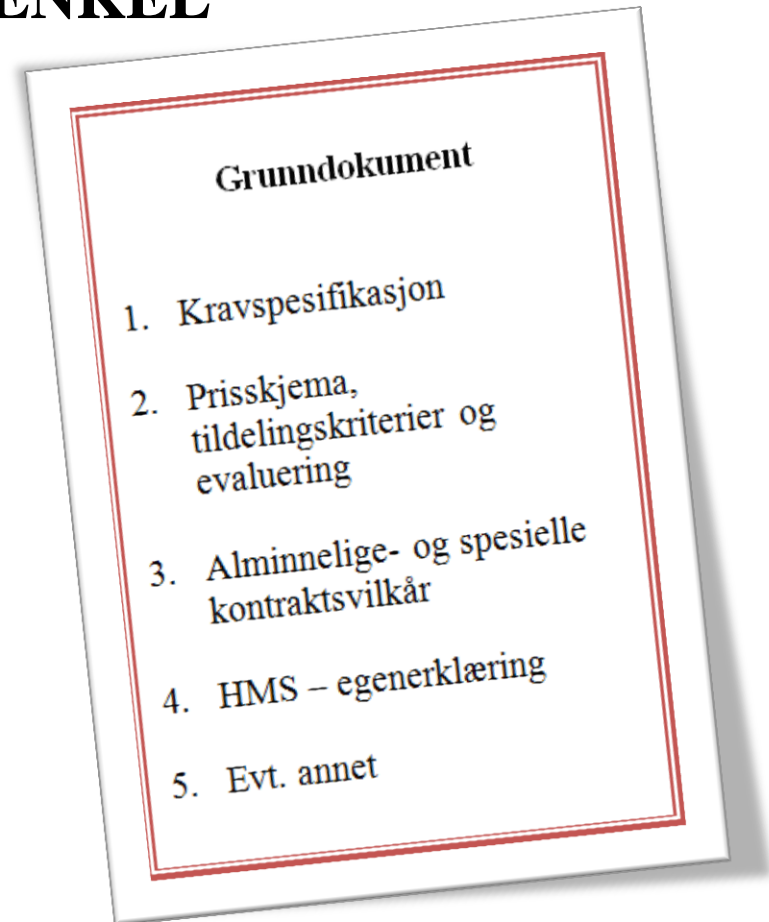 ENKEL
Grunndokument
1. Kravspesifikasjon
2. Prisskjema,
tildelingskriterier og
evaluering
3. Alminnelige- og spesielle
kontraktsvilkår
4. HMS – egenerklæring
5. Evt. annet